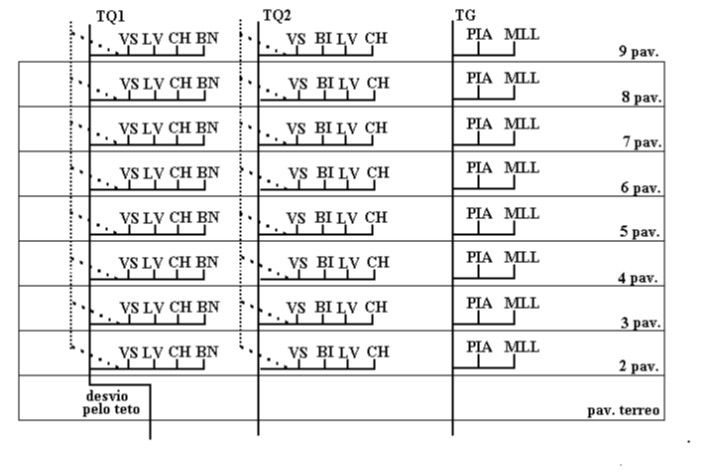 TQ1 TQ2 TG
VS LV CH BN VS BI LV CH PIA MLL 9 pav.
VS LV CH BN VS BI LV CH PIA MLL 8 pav.
VS LV CH BN VS BI LV CH PIA MLL 7 pav.
VS LV CH BN VS BI LV CH PIA MLL 6 pav.
VS LV CH BN VS BI LV CH PIA MLL 5 pav.
VS LV CH BN VS BI LV CH PIA MLL 4 pav.
VS LV CH BN VS BI LV CH PIA MLL 3 pav.
VS LV CH BN VS BI LV CH PIA MLL 2 pav.
desvio
pelo teto pav. terreo